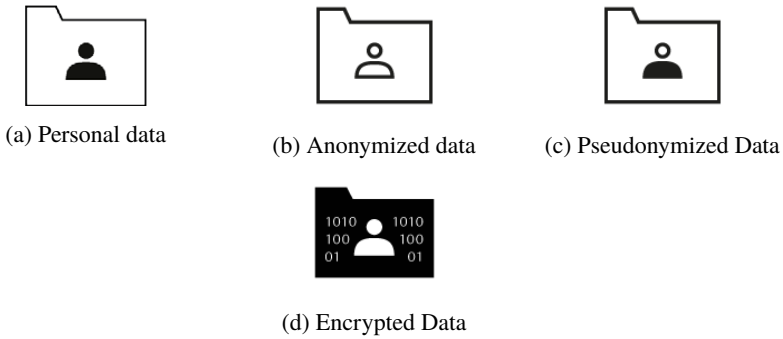 (a) Personal data
(b) Anonymized data
(c) Pseudonymized Data
1010 1010
100 100
01 01
(d) Encrypted Data